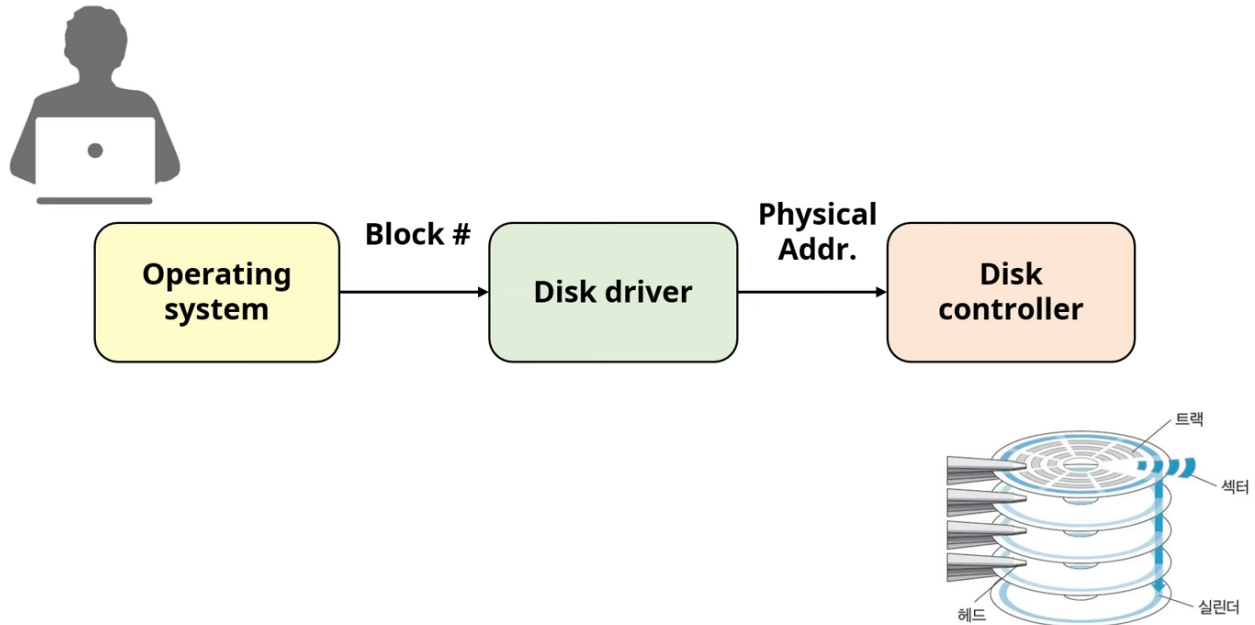 Block #
Physical
Addr.
Operating
system
Disk driver
Disk
controller
트랙
섹터
헤드
실린더